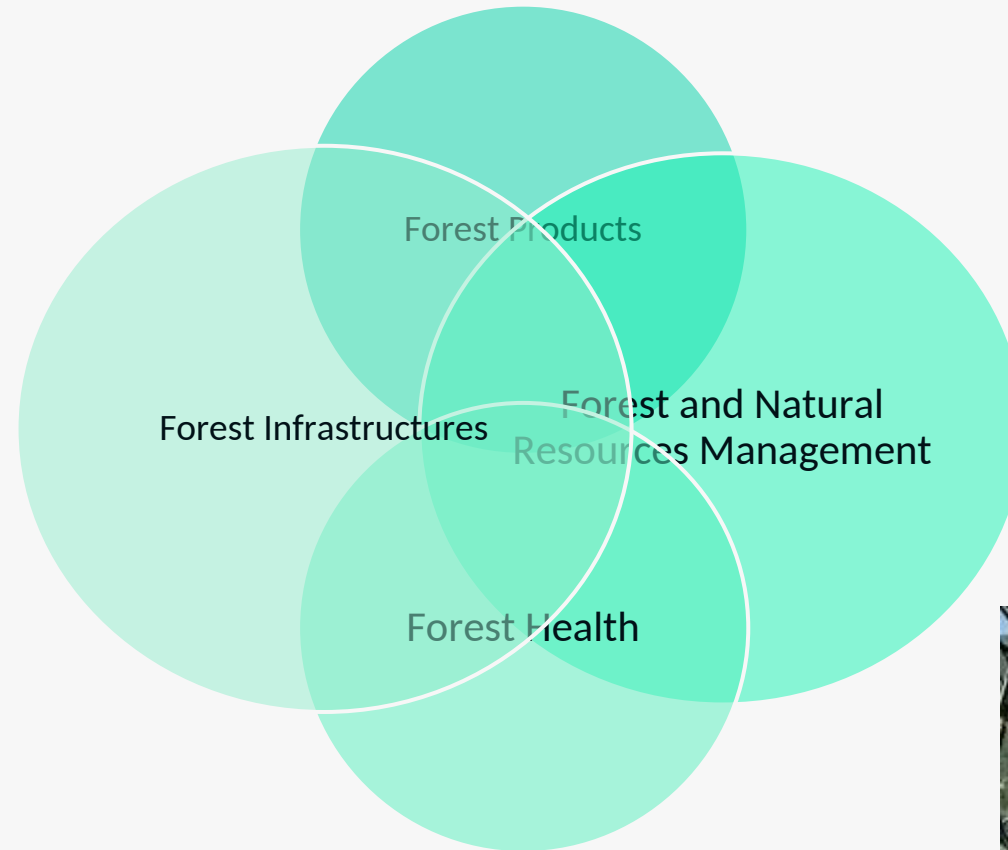 Forest Products
Forest and Natural
Resources Management
Forest Infrastructures
Forest Health